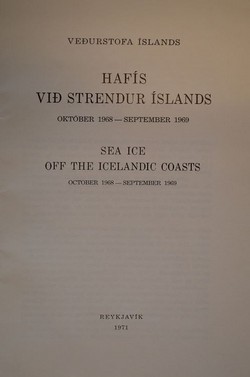 VEÐURSTOFA ÍSLANDS
HAFÍS
VIÐ STRENDUR ÍSLANDS
OKTÓBER 1968 — SEPTEMBER 1969
SEA ICE
OFF THE ICELANDIC COASTS
OCTOBER 1968 — SEPTEMBER 1969
REYKJAVÍK
1971